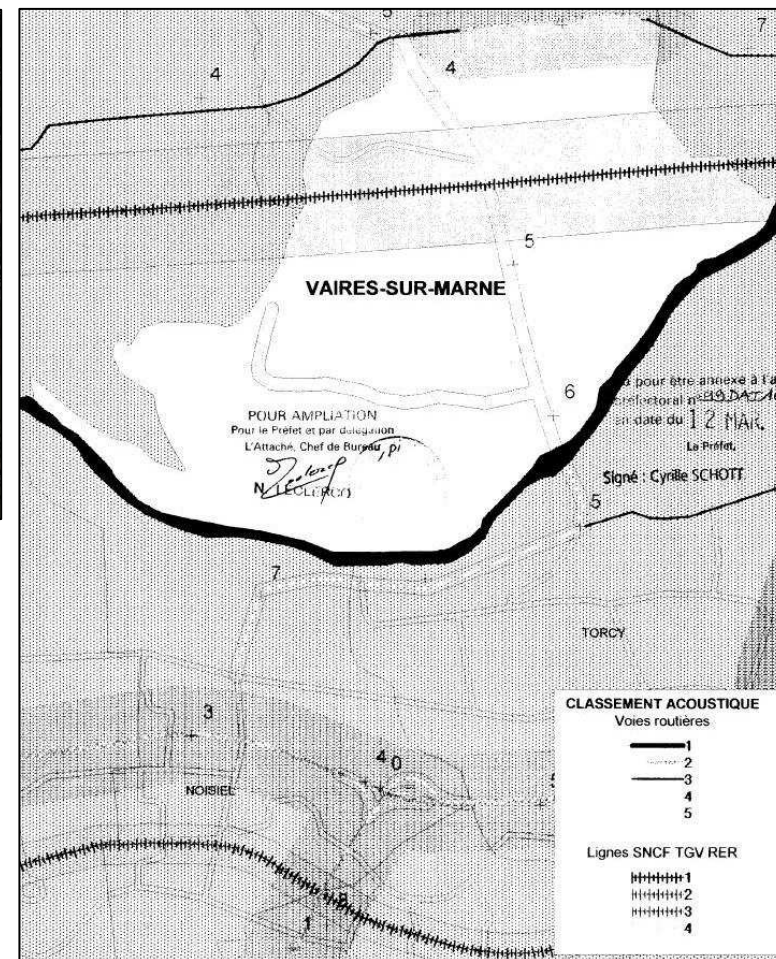 5
7
4
4
5
VAIRES-SUR-MARNE
6
pour être annexé à l'a
préfectoral n°
en date du 12 MAR.
Le Préfet,
Signé : Cyrille SCHOTT
POUR AMPLIATION
Pour le Préfet et par délégation
L'Attaché, Chef de Bureau, pi
N. LECLERCQ
5
7
TORCY
3
4 0
NOISIEL
8
1
CLASSEMENT ACOUSTIQUE
Voies routières
1
2
3
4
5
Lignes SNCF TGV RER
1
2
3
4